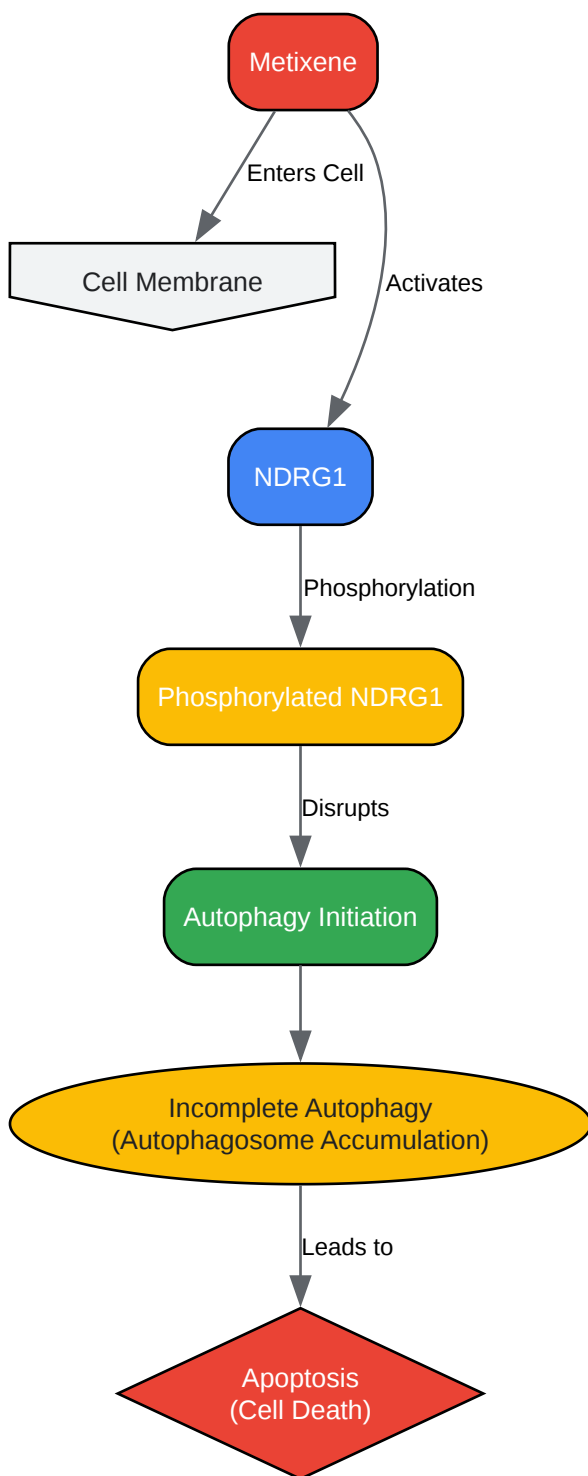 Metixene
Enters Cell
Cell Membrane
Activates
NDRG1
Phosphorylation
Phosphorylated NDRG1
Disrupts
Autophagy Initiation
Incomplete Autophagy
(Autophagosome Accumulation)
Leads to
Apoptosis
(Cell Death)